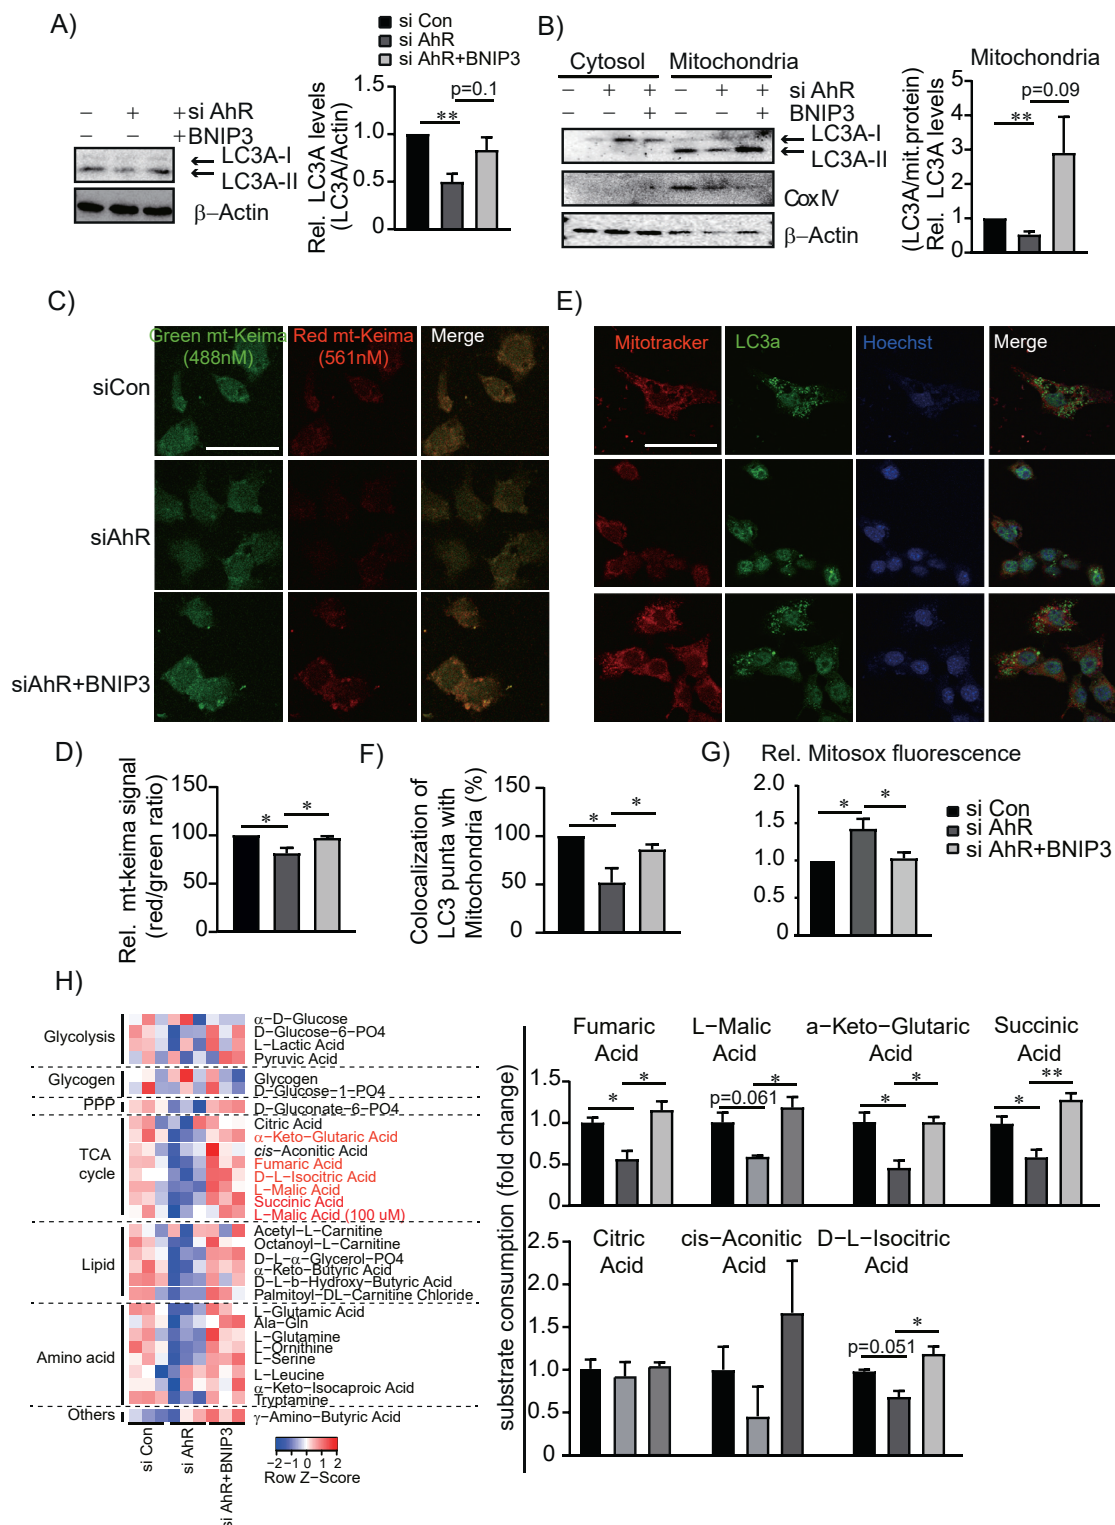 A)
si Con
si AhR
si AhR+BNIP3
− + + si AhR
− − + BNIP3
LC3A-I
LC3A-II
β−Actin
Rel. LC3A levels
(LC3A/Actin)
1.5
1.0
0.5
0
**
p=0.1
B)
Cytosol Mitochondria
− + + − + + si AhR
− − + − − + BNIP3
LC3A-I
LC3A-II
Cox IV
β−Actin
Mitochondria
(LC3A/mit.protein)
Rel. LC3A levels
5
4
3
2
1
0
**
p=0.09
C)
Green mt-Keima
(488nM)
Red mt-Keima
(561nM)
Merge
siCon
siAhR
siAhR+BNIP3
E)
Mitotracker
LC3a
Hoechst
Merge
D)
Rel. mt-keima signal
(red/green ratio)
150
100
50
0
*
*
F)
Colocalization of
LC3 punta with
Mitochondria (%)
150
100
50
0
*
*
G)
Rel. Mitosox fluorescence
2.0
1.5
1.0
0.5
0
*
*
si Con
si AhR
si AhR+BNIP3
H)
Glycolysis
α−D−Glucose
D−Glucose−6−PO4
L−Lactic Acid
Pyruvic Acid
Glycogen
Glycogen
D−Glucose−1−PO4
PPP
D−Gluconate−6−PO4
TCA
cycle
Citric Acid
α−Keto−Glutaric Acid
cis−Aconitic Acid
Fumaric Acid
D−L−Isocitric Acid
L−Malic Acid
Succinic Acid
L−Malic Acid (100 uM)
Lipid
Acetyl−L−Carnitine
Octanoyl−L−Carnitine
D−L−α−Glycerol−PO4
α−Keto−Butyric Acid
D−L−b−Hydroxy−Butyric Acid
Palmitoyl−DL−Carnitine Chloride
Amino acid
L−Glutamic Acid
Ala−Gln
L−Glutamine
L−Ornithine
L−Serine
L−Leucine
α−Keto−Isocaproic Acid
Tryptamine
Others
γ−Amino−Butyric Acid
si Con
si AhR
si AhR+BNIP3
−2 −1 0 1 2
Row Z−Score
substrate consumption (fold change)
Fumaric
Acid
L−Malic
Acid
a−Keto−Glutaric
Acid
Succinic
Acid
1.5
1.0
0.5
0
*
*
p=0.061
*
*
*
*
**
Citric
Acid
cis−Aconitic
Acid
D−L−Isocitric
Acid
2.5
2.0
1.5
1.0
0.5
0
p=0.051
*